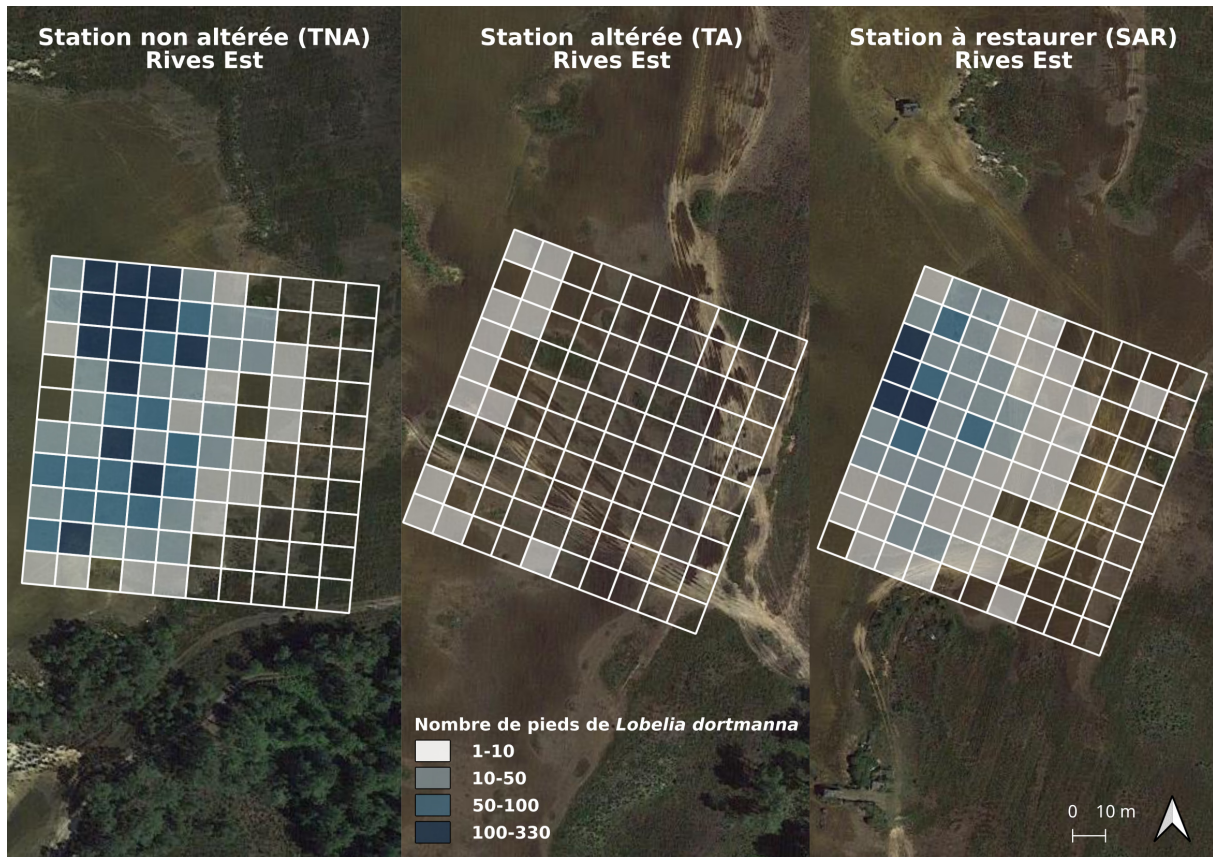 Station non altérée (TNA)
Rives Est
Station altérée (TA)
Rives Est
Station à restaurer (SAR)
Rives Est
Nombre de pieds de Lobelia dortmanna
1-10
10-50
50-100
100-330
0 10 m